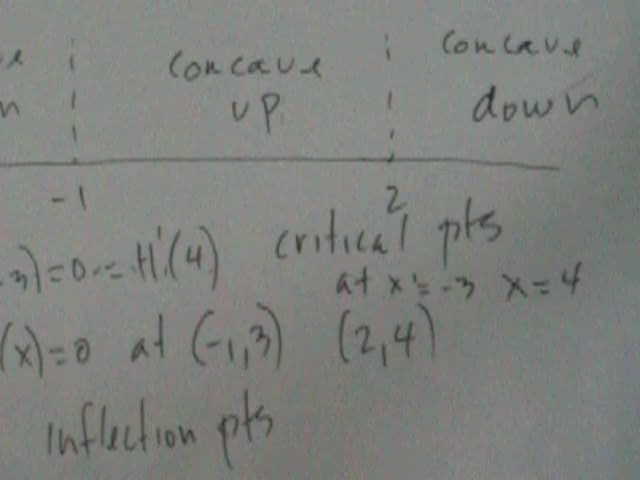 concave
concave
up
down
-1
2
3)=0=H'(4) critical pts
at x=-3 x=4
(x)=0 at (-1,3) (2,4)
Inflection pts